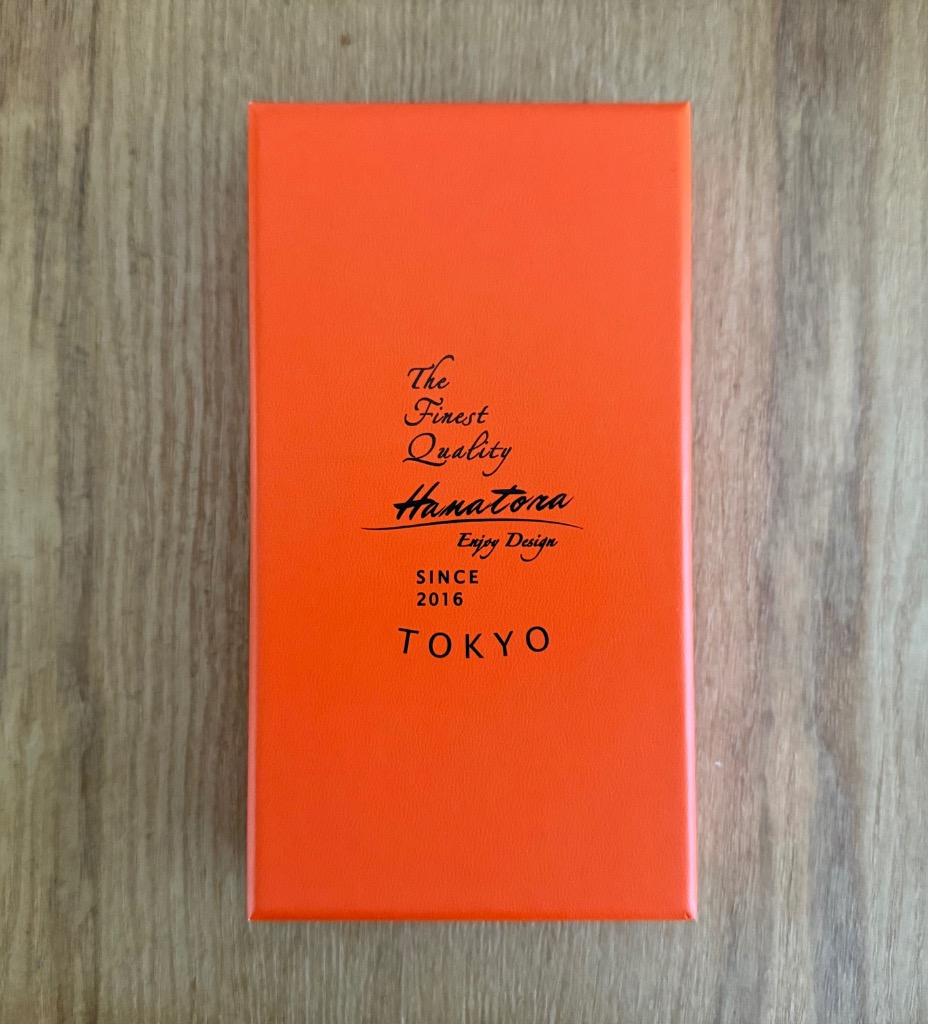 The
Finest
Quality
Hanatora
Enjoy Design
SINCE
2016
TOKYO